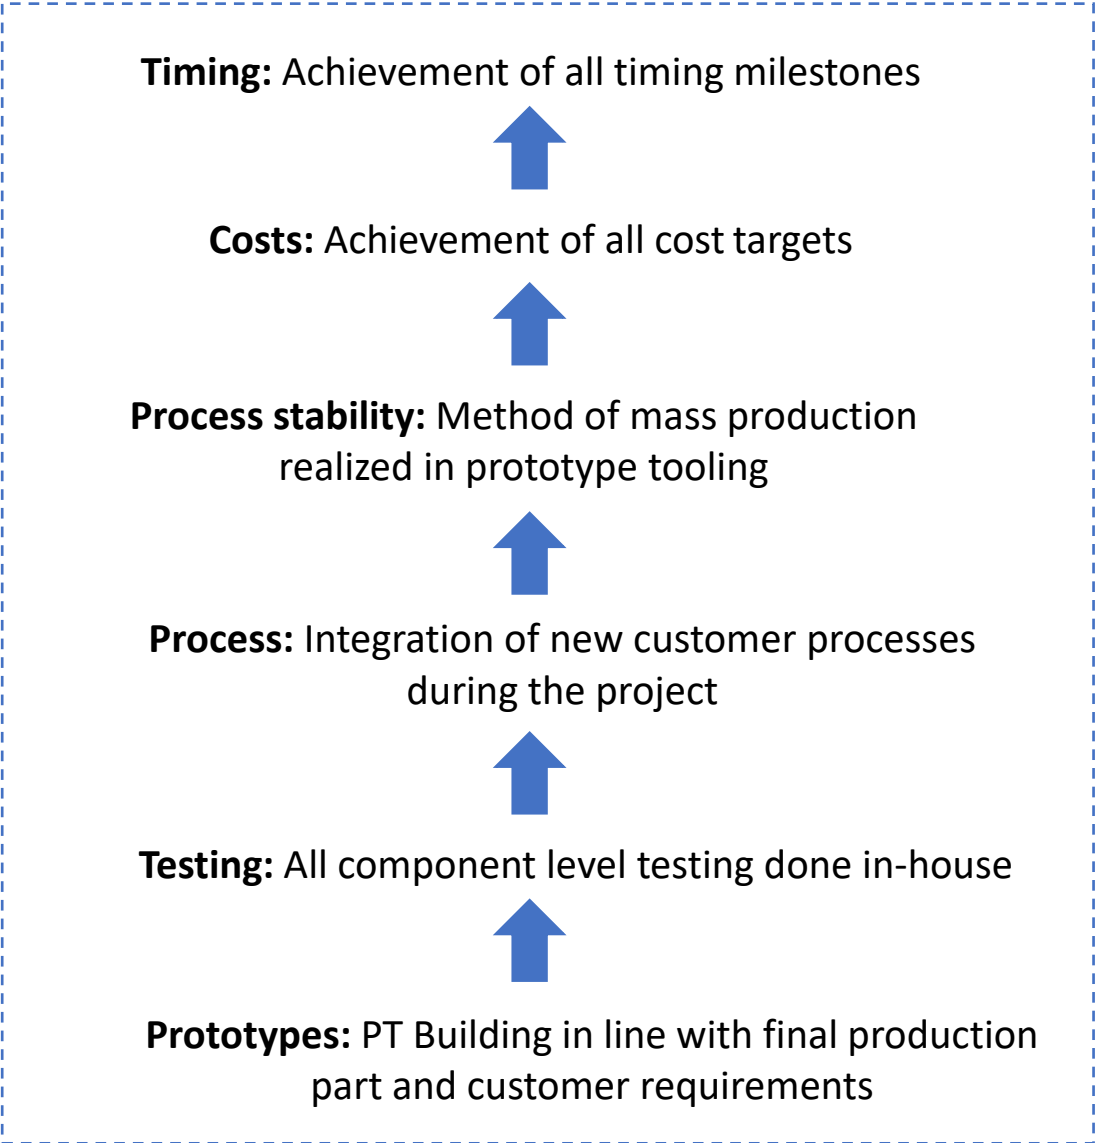 Timing: Achievement of all timing milestones
Costs: Achievement of all cost targets
Process stability: Method of mass production
realized in prototype tooling
Process: Integration of new customer processes
during the project
Testing: All component level testing done in-house
Prototypes: PT Building in line with final production
part and customer requirements